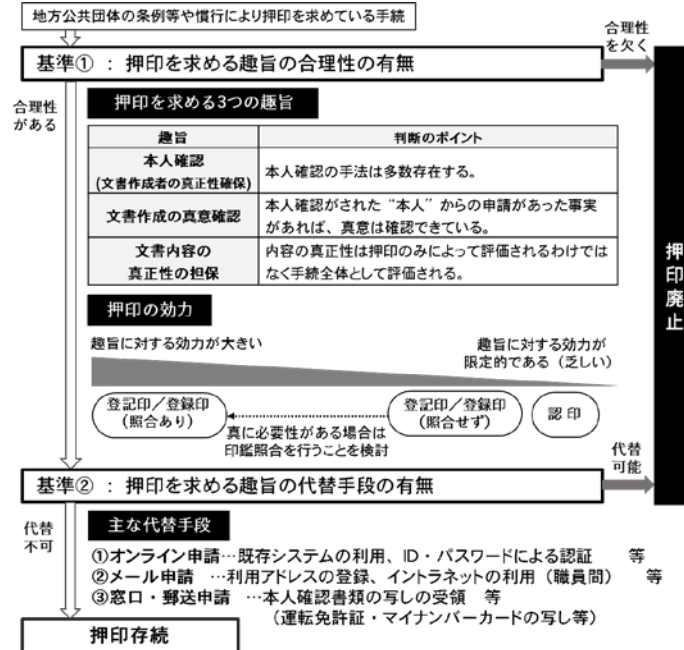 地方公共団体の条例等や慣行により押印を求めている手続
合理性
を欠く
基準① : 押印を求める趣旨の合理性の有無
合理性
がある
押印を求める3つの趣旨
趣旨
判断のポイント
本人確認
(文書作成者の真正性確保)
本人確認の手法は多数存在する。
文書作成の真意確認
本人確認がされた “本人” からの申請があった事実
があれば、真意は確認できている。
文書内容の
真正性の担保
内容の真正性は押印のみによって評価されるわけでは
なく手続全体として評価される。
押印廃止
押印の効力
趣旨に対する効力が大きい
趣旨に対する効力が
限定的である(乏しい)
登記印/登録印
(照合あり)
真に必要性がある場合は
印鑑照合を行うことを検討
登記印/登録印
(照合せず)
認印
代替
可能
基準② : 押印を求める趣旨の代替手段の有無
代替
不可
主な代替手段
①オンライン申請…既存システムの利用、ID・パスワードによる認証 等
②メール申請 …利用アドレスの登録、イントラネットの利用(職員間) 等
③窓口・郵送申請 …本人確認書類の写しの受領 等
(運転免許証・マイナンバーカードの写し等)
押印存続